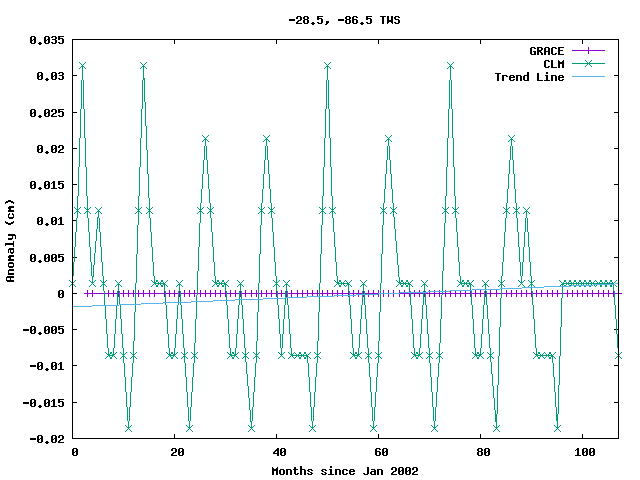 -28.5, -86.5 TWS
GRACE
CLM
Trend Line
0.035
0.03
0.025
0.02
0.015
0.01
0.005
0
-0.005
-0.01
-0.015
-0.02
Anomaly (cm)
0 20 40 60 80 100
Months since Jan 2002